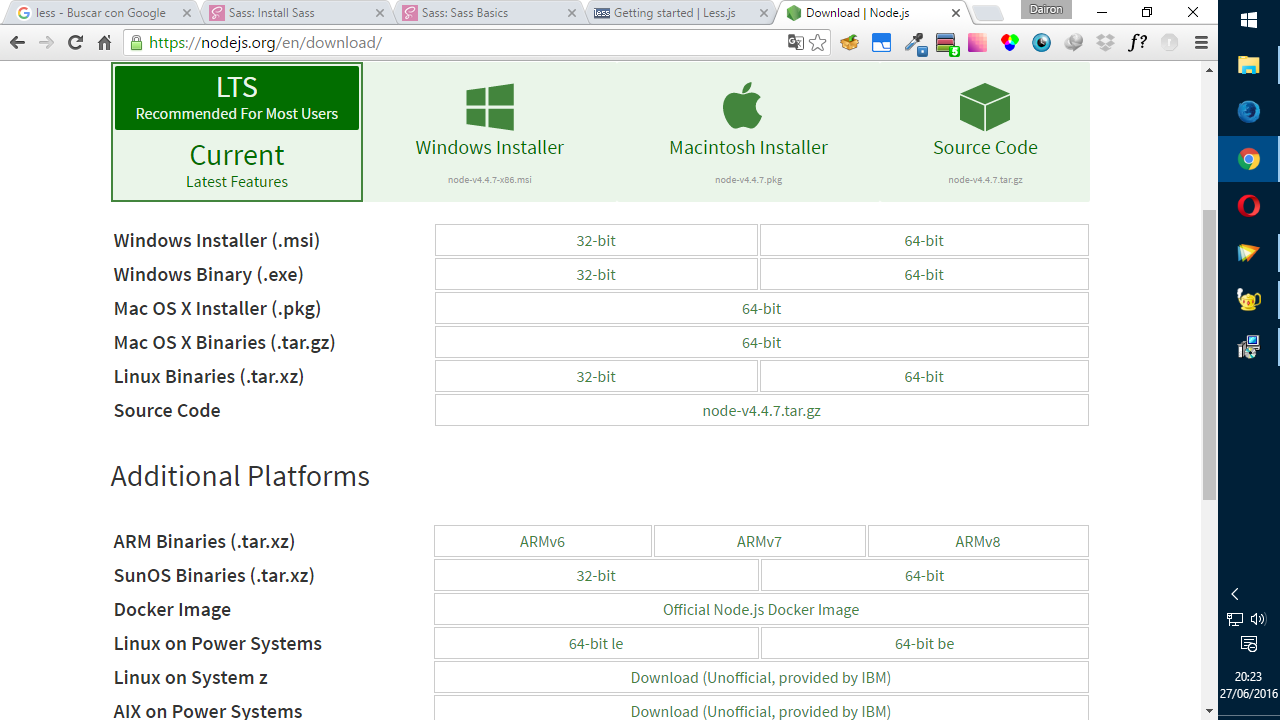 less - Buscar con Google
Sass: Install Sass
Sass: Sass Basics
Getting started | Less.js
Download | Node.js
Dairon
https://nodejs.org/en/download/
f?
LTS
Recommended For Most Users
Current
Latest Features
Windows Installer
node-v4.4.7-x86.msi
Macintosh Installer
node-v4.4.7.pkg
Source Code
node-v4.4.7.tar.gz
Windows Installer (.msi) 32-bit 64-bit
Windows Binary (.exe) 32-bit 64-bit
Mac OS X Installer (.pkg) 64-bit
Mac OS X Binaries (.tar.gz) 64-bit
Linux Binaries (.tar.xz) 32-bit 64-bit
Source Code node-v4.4.7.tar.gz
Additional Platforms
ARM Binaries (.tar.xz) ARMv6 ARMv7 ARMv8
SunOS Binaries (.tar.xz) 32-bit 64-bit
Docker Image Official Node.js Docker Image
Linux on Power Systems 64-bit le 64-bit be
Linux on System z Download (Unofficial, provided by IBM)
AIX on Power Systems Download (Unofficial, provided by IBM)
20:23
27/06/2016